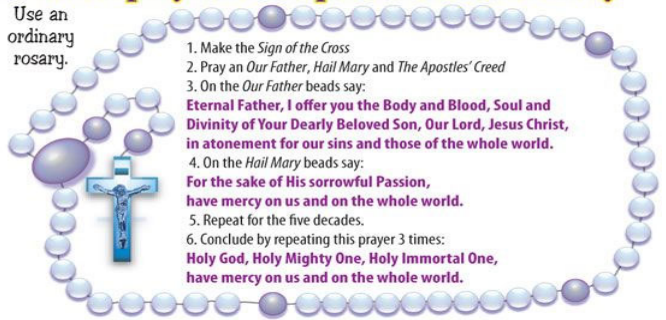 Use an
ordinary
rosary.
1. Make the Sign of the Cross
2. Pray an Our Father, Hail Mary and The Apostles' Creed
3. On the Our Father beads say:
Eternal Father, I offer you the Body and Blood, Soul and
Divinity of Your Dearly Beloved Son, Our Lord, Jesus Christ,
in atonement for our sins and those of the whole world.
4. On the Hail Mary beads say:
For the sake of His sorrowful Passion,
have mercy on us and on the whole world.
5. Repeat for the five decades.
6. Conclude by repeating this prayer 3 times:
Holy God, Holy Mighty One, Holy Immortal One,
have mercy on us and on the whole world.